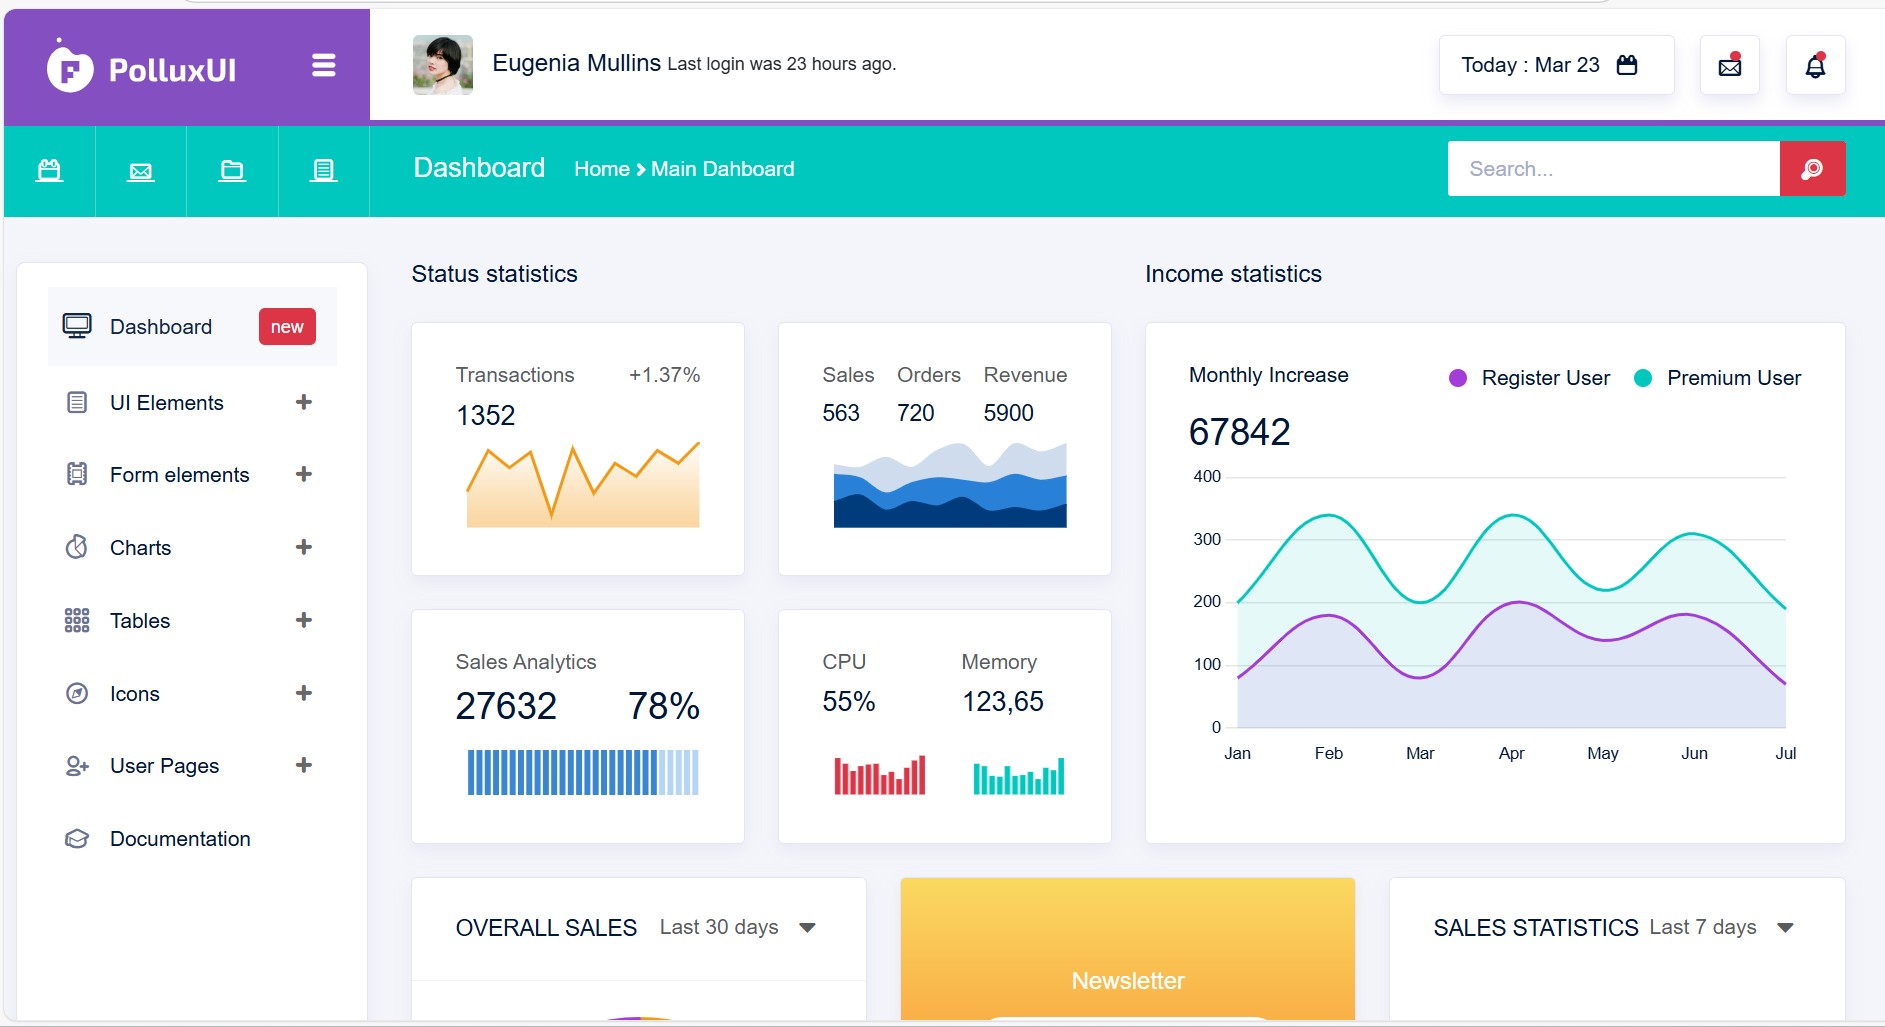 PolluxUI
Eugenia Mullins Last login was 23 hours ago.
Today : Mar 23
Dashboard Home Main Dahboard
Search...
Dashboard new
UI Elements
Form elements
Charts
Tables
Icons
User Pages
Documentation
Status statistics
Transactions +1.37%
1352
Sales Orders Revenue
563 720 5900
Sales Analytics
27632 78%
CPU Memory
55% 123,65
Income statistics
Monthly Increase Register User Premium User
67842
400
300
200
100
0
Jan Feb Mar Apr May Jun Jul
OVERALL SALES Last 30 days
Newsletter
SALES STATISTICS Last 7 days